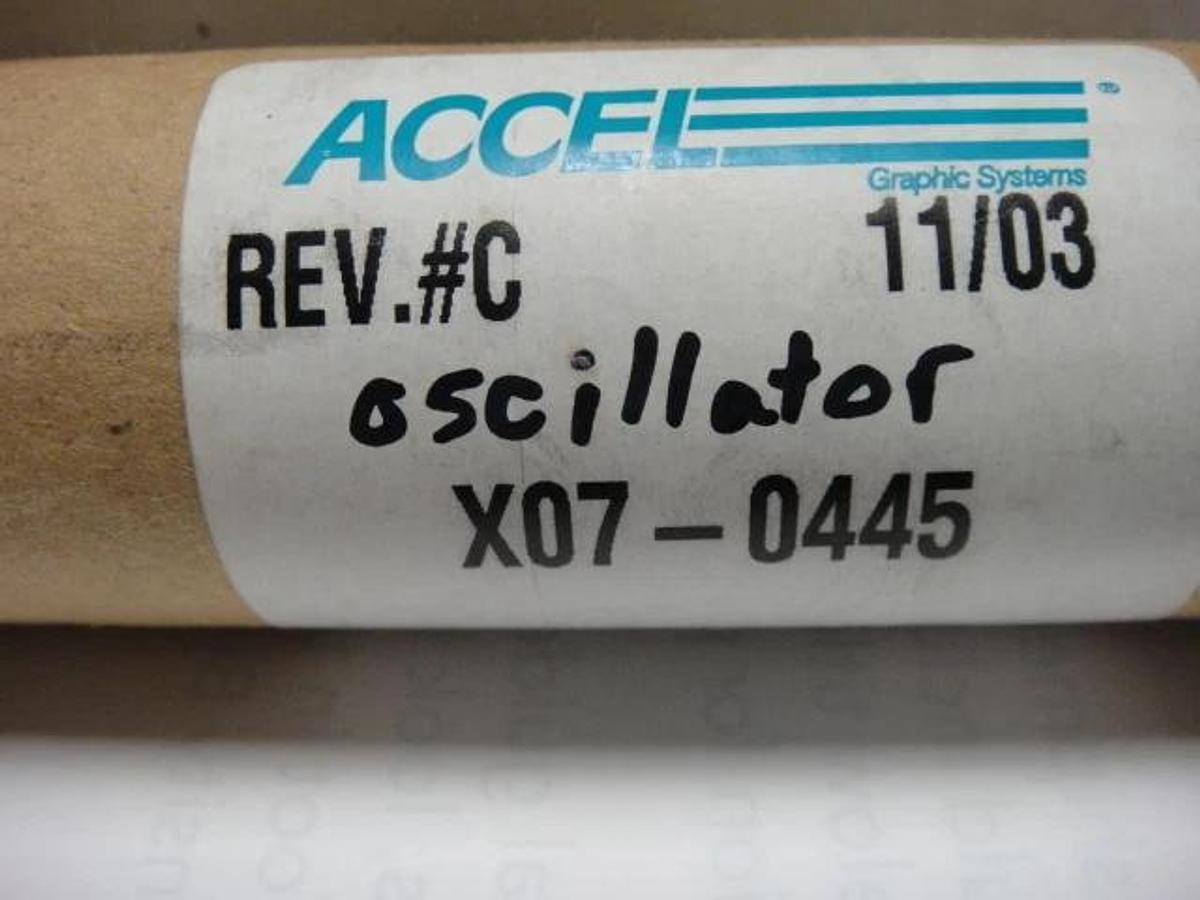 ACCEL®
Graphic Systems
REV.#C 11/03
oscillator
X07-0445